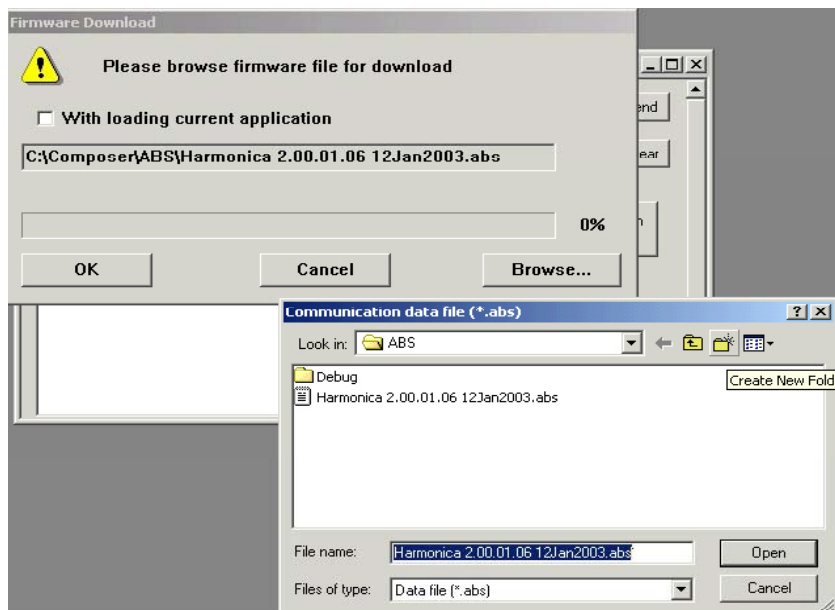 Firmware Download
Please browse firmware file for download
With loading current application
C:\Composer\ABS\Harmonica 2.00.01.06 12Jan2003.abs
0%
OK
Cancel
Browse...
Communication data file (*.abs)
Look in:
ABS
Debug
Harmonica 2.00.01.06 12Jan2003.abs
Create New Fold
File name:
Harmonica 2.00.01.06 12Jan2003.abs
Open
Files of type:
Data file (*.abs)
Cancel